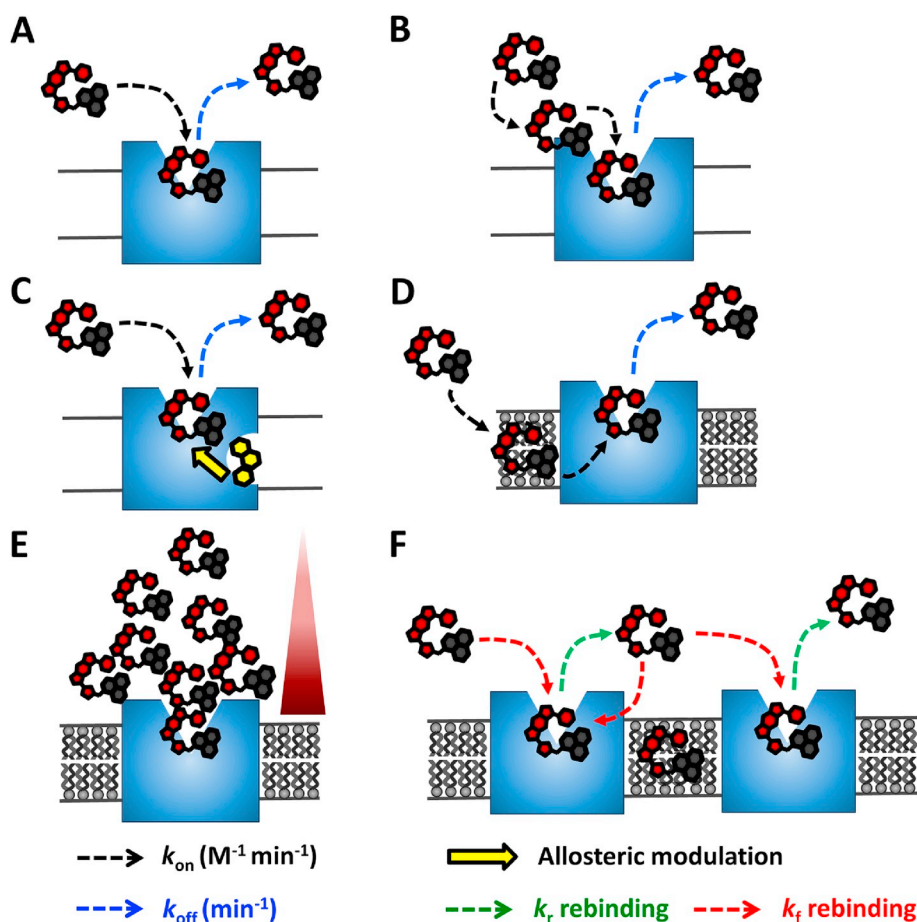 A
B
C
D
E
F
k_on (M⁻¹ min⁻¹)
Allosteric modulation
k_off (min⁻¹)
k_r rebinding
k_f rebinding